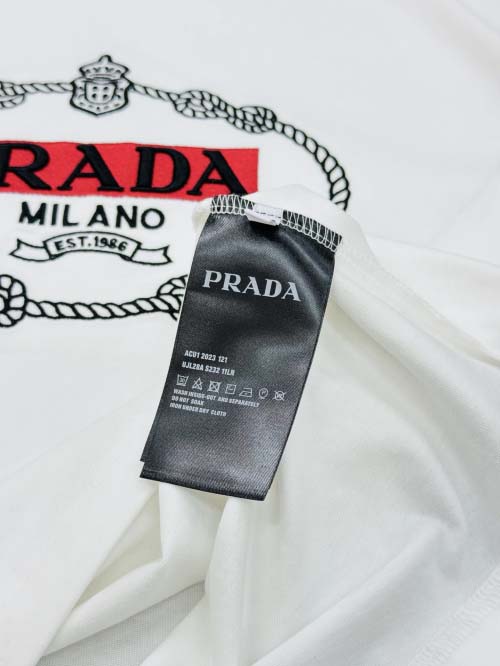 RADA
MILANO
EST.1986
PRADA
ACU1 2023 121
UJL28A S232 11LR
WASH INSIDE-OUT AND SEPARATELY
DO NOT SOAK
IRON UNDER DRY CLOTH